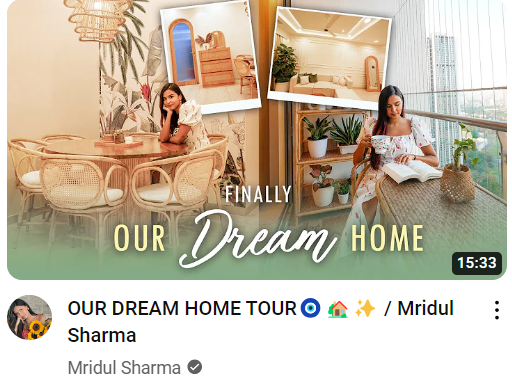 FINALLY
OUR Dream HOME
15:33
OUR DREAM HOME TOUR🧿 🏡 ✨ / Mridul
Sharma
Mridul Sharma